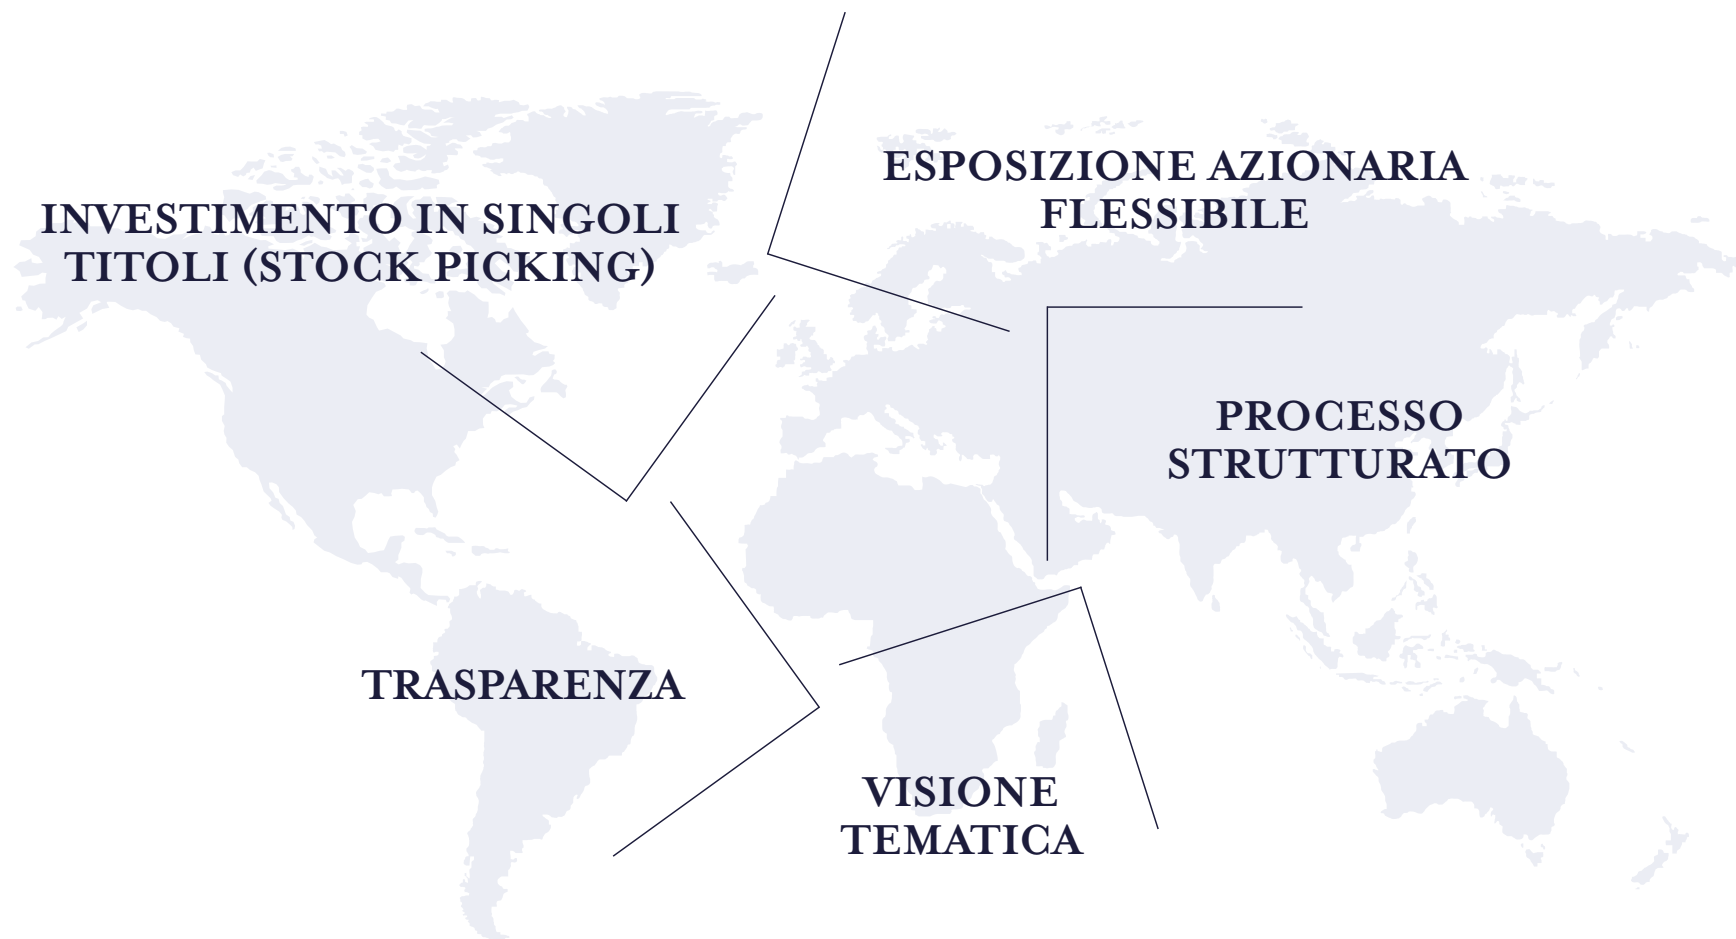 INVESTIMENTO IN SINGOLI
TITOLI (STOCK PICKING)
ESPOSIZIONE AZIONARIA
FLESSIBILE
PROCESSO
STRUTTURATO
TRASPARENZA
VISIONE
TEMATICA